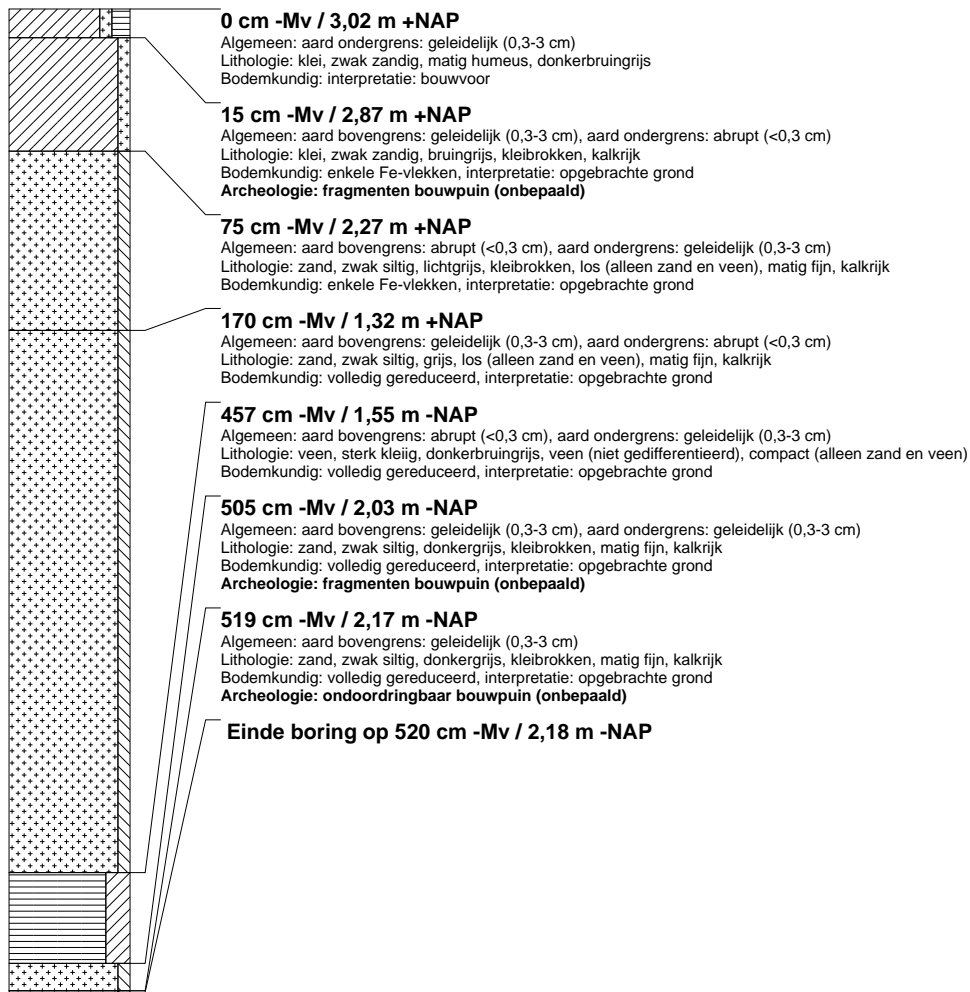 0 cm -Mv / 3,02 m +NAP
Algemeen: aard ondergrens: geleidelijk (0,3-3 cm)
Lithologie: klei, zwak zandig, matig humeus, donkerbruingrijs
Bodemkundig: interpretatie: bouwvoor
15 cm -Mv / 2,87 m +NAP
Algemeen: aard bovengrens: geleidelijk (0,3-3 cm), aard ondergrens: abrupt (<0,3 cm)
Lithologie: klei, zwak zandig, bruingrijs, kleibrokken, kalkrijk
Bodemkundig: enkele Fe-vlekken, interpretatie: opgebrachte grond
Archeologie: fragmenten bouwpuin (onbepaald)
75 cm -Mv / 2,27 m +NAP
Algemeen: aard bovengrens: abrupt (<0,3 cm), aard ondergrens: geleidelijk (0,3-3 cm)
Lithologie: zand, zwak siltig, lichtgrijs, kleibrokken, los (alleen zand en veen), matig fijn, kalkrijk
Bodemkundig: enkele Fe-vlekken, interpretatie: opgebrachte grond
170 cm -Mv / 1,32 m +NAP
Algemeen: aard bovengrens: geleidelijk (0,3-3 cm), aard ondergrens: abrupt (<0,3 cm)
Lithologie: zand, zwak siltig, grijs, los (alleen zand en veen), matig fijn, kalkrijk
Bodemkundig: volledig gereduceerd, interpretatie: opgebrachte grond
457 cm -Mv / 1,55 m -NAP
Algemeen: aard bovengrens: abrupt (<0,3 cm), aard ondergrens: geleidelijk (0,3-3 cm)
Lithologie: veen, sterk kleiig, donkerbruingrijs, veen (niet gedifferentieerd), compact (alleen zand en veen)
Bodemkundig: volledig gereduceerd, interpretatie: opgebrachte grond
505 cm -Mv / 2,03 m -NAP
Algemeen: aard bovengrens: geleidelijk (0,3-3 cm), aard ondergrens: geleidelijk (0,3-3 cm)
Lithologie: zand, zwak siltig, donkergrijs, kleibrokken, matig fijn, kalkrijk
Bodemkundig: volledig gereduceerd, interpretatie: opgebrachte grond
Archeologie: fragmenten bouwpuin (onbepaald)
519 cm -Mv / 2,17 m -NAP
Algemeen: aard bovengrens: geleidelijk (0,3-3 cm)
Lithologie: zand, zwak siltig, donkergrijs, kleibrokken, matig fijn, kalkrijk
Bodemkundig: volledig gereduceerd, interpretatie: opgebrachte grond
Archeologie: ondoordringbaar bouwpuin (onbepaald)
Einde boring op 520 cm -Mv / 2,18 m -NAP